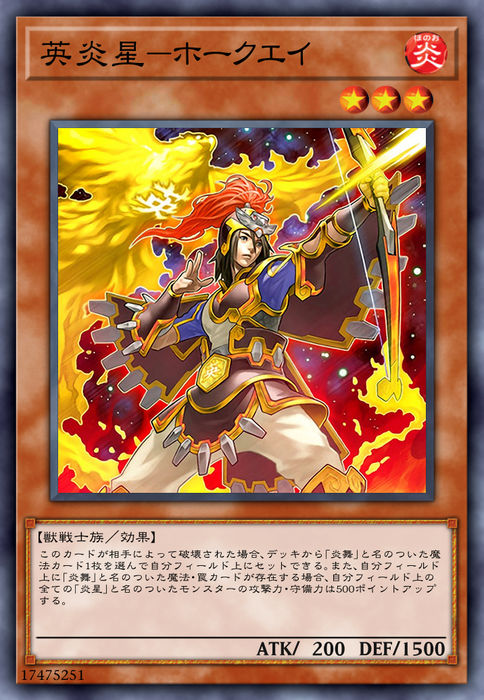 英炎星－ホークエイ
ほのお
炎
英
英
【獣戦士族／効果】
このカードが相手によって破壊された場合、デッキから「炎舞」と名のついた魔
法カード1枚を選んで自分フィールド上にセットできる。また、自分フィールド
上に「炎舞」と名のついた魔法・罠カードが存在する場合、自分フィールド上の
全ての「炎星」と名のついたモンスターの攻撃力・守備力は500ポイントアップ
する。
ATK/ 200 DEF/1500
17475251